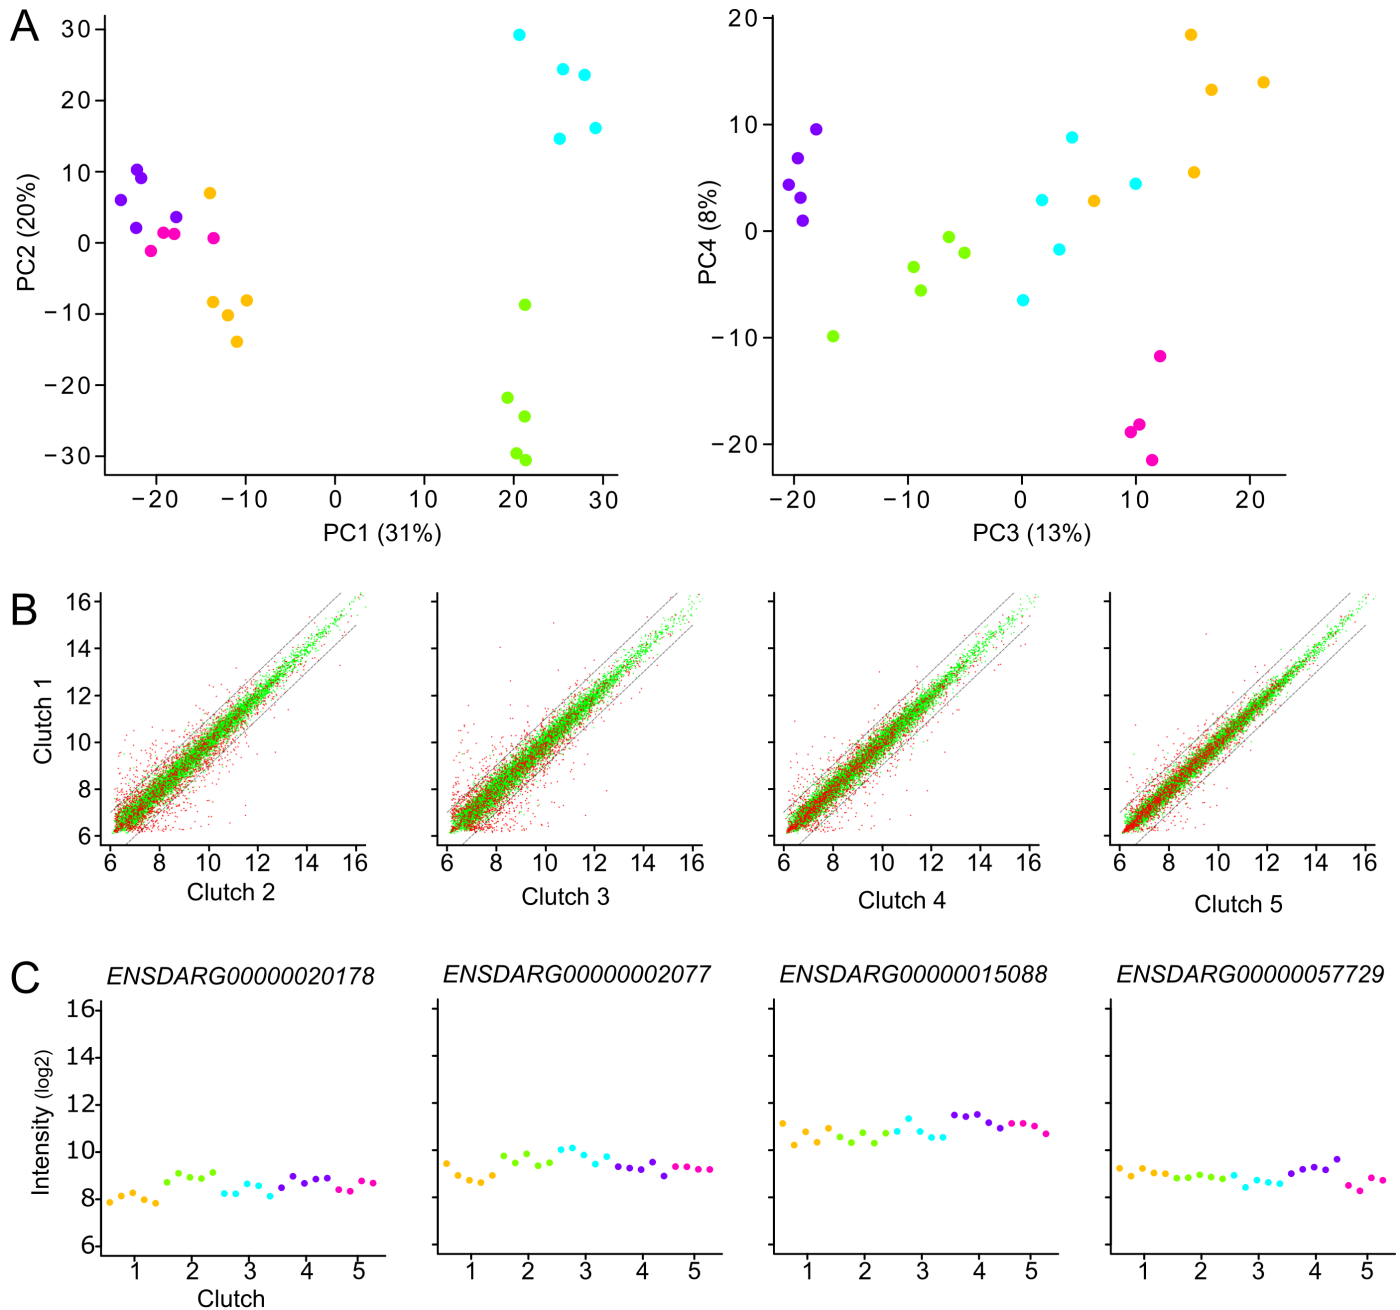 A
30
20
10
0
−10
−20
−30
PC2 (20%)
−20 −10 0 10 20 30
PC1 (31%)
20
10
0
−10
−20
PC4 (8%)
−20 −10 0 10 20
PC3 (13%)
B
16
14
12
10
8
6
Clutch 1
6 8 10 12 14 16
Clutch 2
6 8 10 12 14 16
Clutch 3
6 8 10 12 14 16
Clutch 4
6 8 10 12 14 16
Clutch 5
C
ENSDARG00000020178
ENSDARG00000002077
ENSDARG00000015088
ENSDARG00000057729
16
14
12
10
8
6
Intensity (log2)
1 2 3 4 5
1 2 3 4 5
1 2 3 4 5
1 2 3 4 5
Clutch